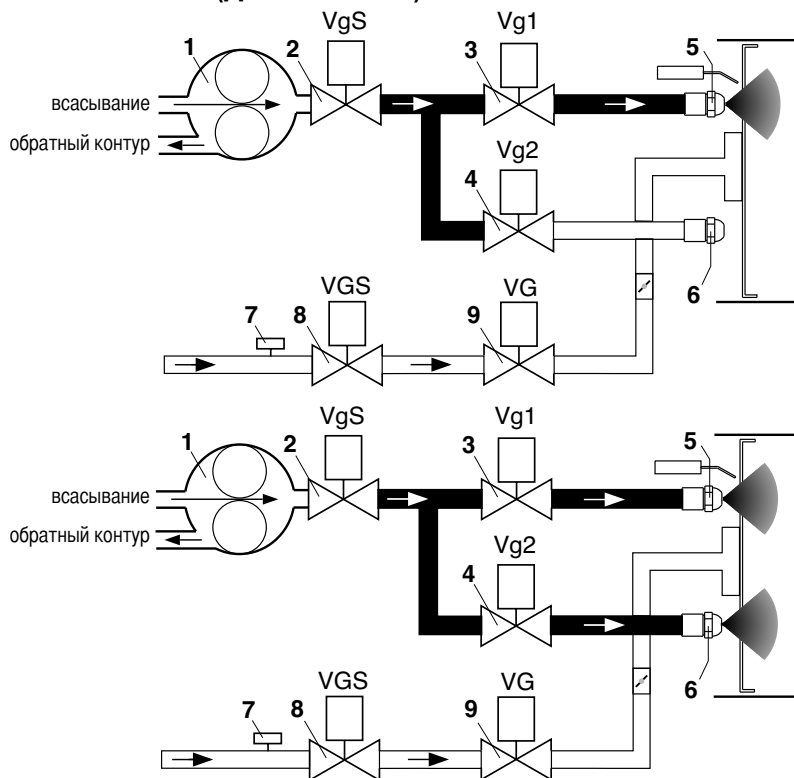 VgS Vg1
1 2 3 5
всасывание
обратный контур
Vg2
4
6
VGS VG
7 8 9
VgS Vg1
1 2 3 5
всасывание
обратный контур
Vg2
4
6
VGS VG
7 8 9